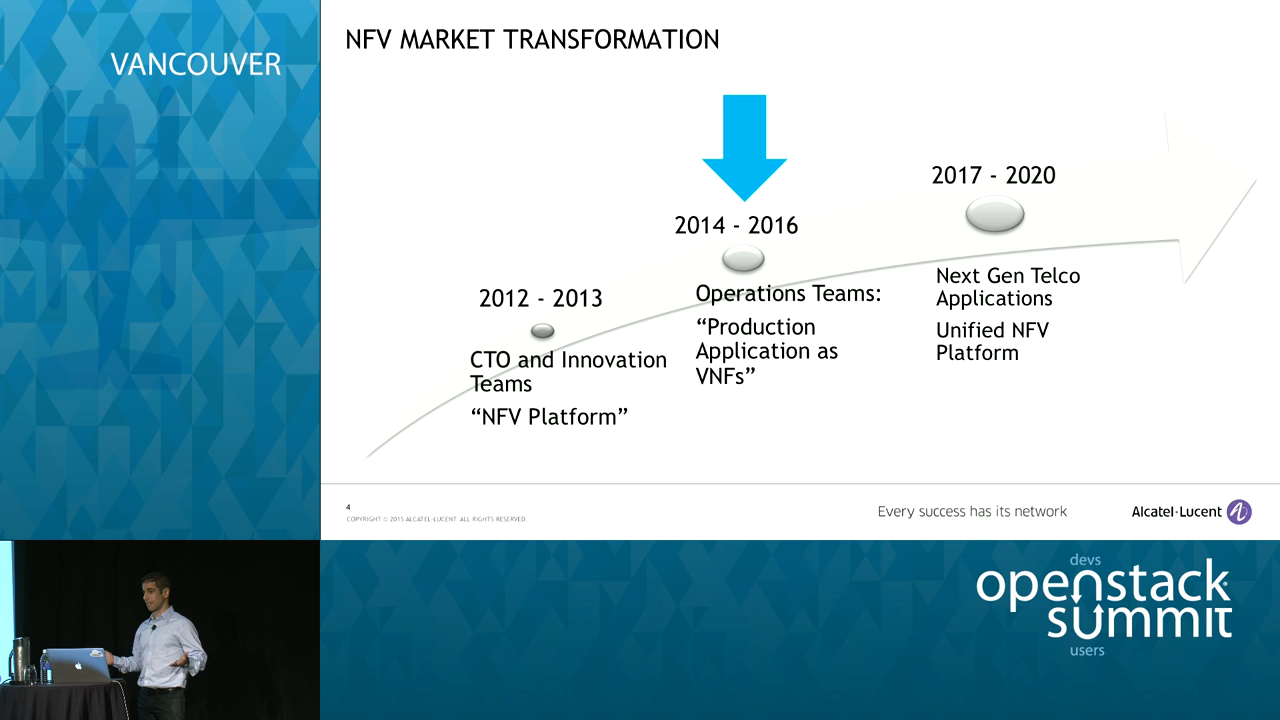 VANCOUVER
NFV MARKET TRANSFORMATION
2012 - 2013
CTO and Innovation
Teams
“NFV Platform”
2014 - 2016
Operations Teams:
“Production
Application as
VNFs”
2017 - 2020
Next Gen Telco
Applications
Unified NFV
Platform
4
COPYRIGHT © 2015 ALCATEL-LUCENT. ALL RIGHTS RESERVED.
Every success has its network
Alcatel·Lucent
devs
openstack
summit
users